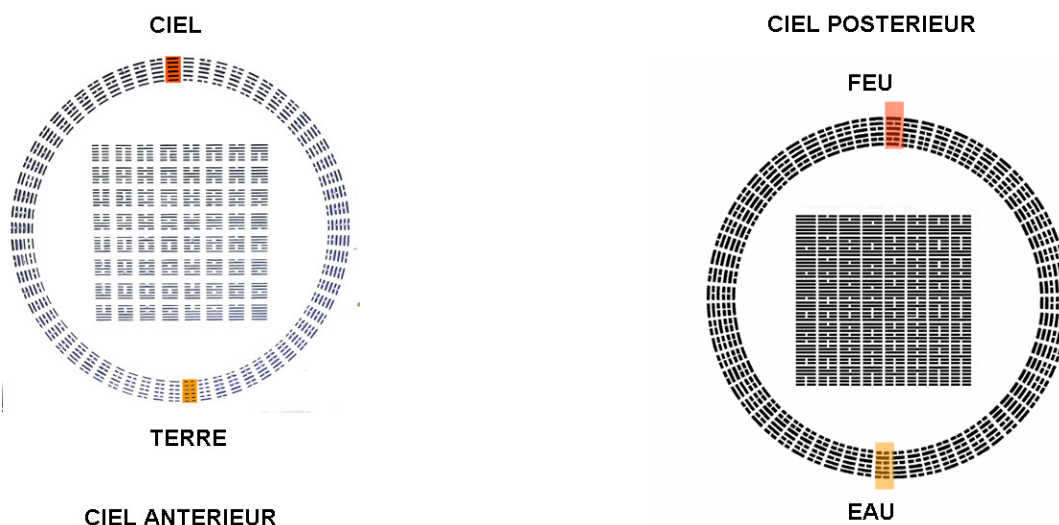 CIEL
TERRE
CIEL ANTERIEUR
CIEL POSTERIEUR
FEU
EAU